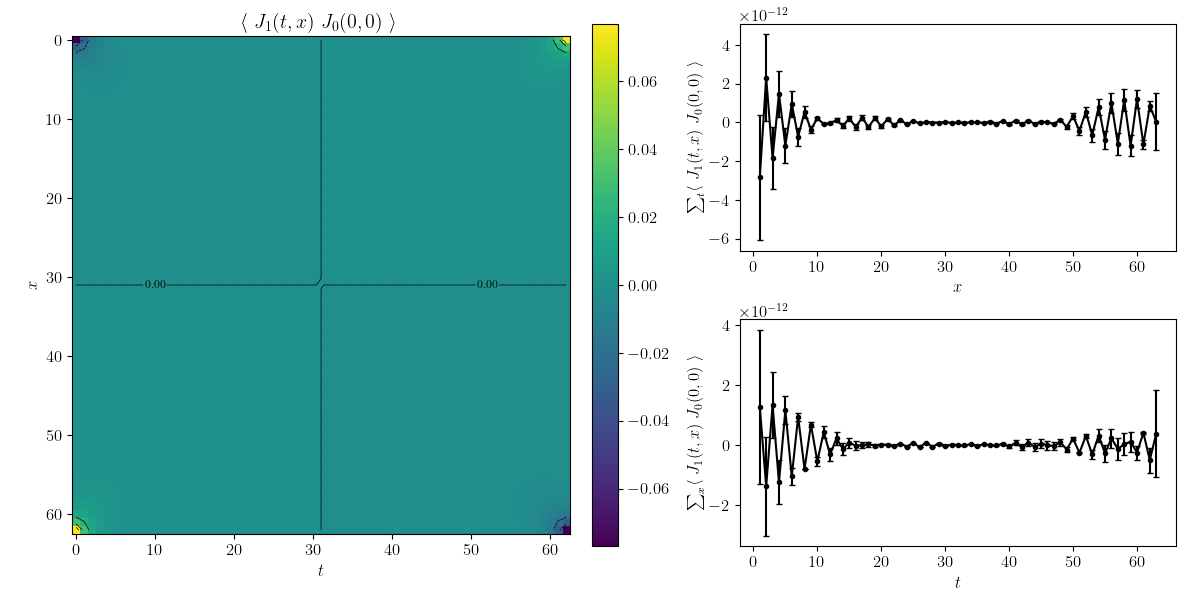 ⟨ J₁(t, x) J₀(0, 0) ⟩
0
10
20
30
40
50
60
x
0.00
0.00
0 10 20 30 40 50 60
t
0.06
0.04
0.02
0.00
−0.02
−0.04
−0.06
×10⁻¹²
4
2
0
−2
−4
−6
∑ₜ⟨ J₁(t, x) J₀(0, 0) ⟩
0 10 20 30 40 50 60
x
×10⁻¹²
4
2
0
−2
∑ₓ⟨ J₁(t, x) J₀(0, 0) ⟩
0 10 20 30 40 50 60
t